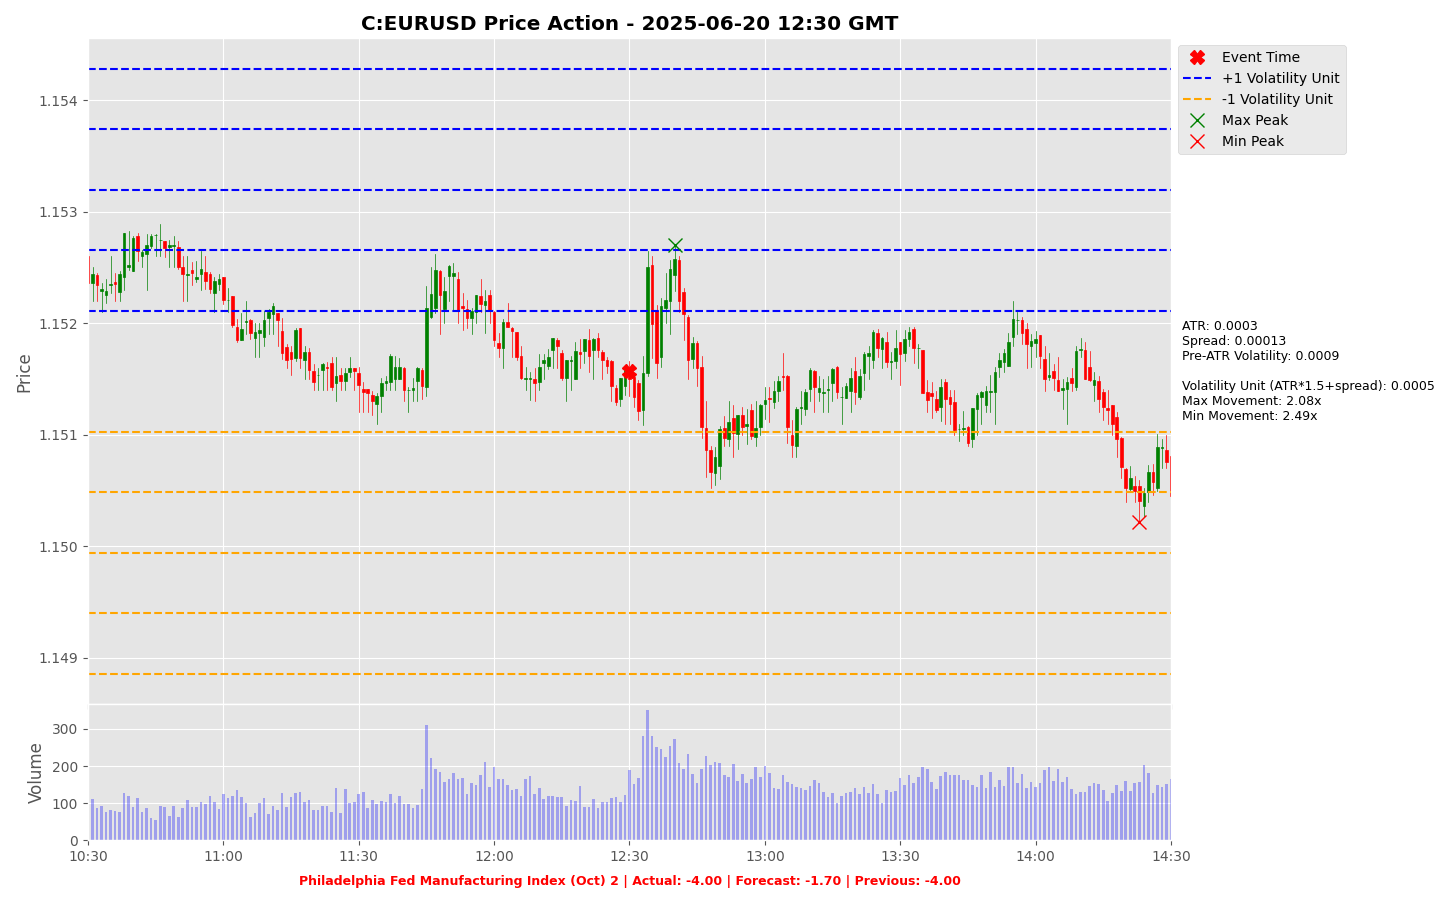 C:EURUSD Price Action - 2025-06-20 12:30 GMT
Event Time
+1 Volatility Unit
-1 Volatility Unit
Max Peak
Min Peak
Price
1.154
1.153
1.152
1.151
1.150
1.149
ATR: 0.0003
Spread: 0.00013
Pre-ATR Volatility: 0.0009
Volatility Unit (ATR*1.5+spread): 0.0005
Max Movement: 2.08x
Min Movement: 2.49x
Volume
300
200
100
0
10:30 11:00 11:30 12:00 12:30 13:00 13:30 14:00 14:30
Philadelphia Fed Manufacturing Index (Oct) 2 | Actual: -4.00 | Forecast: -1.70 | Previous: -4.00